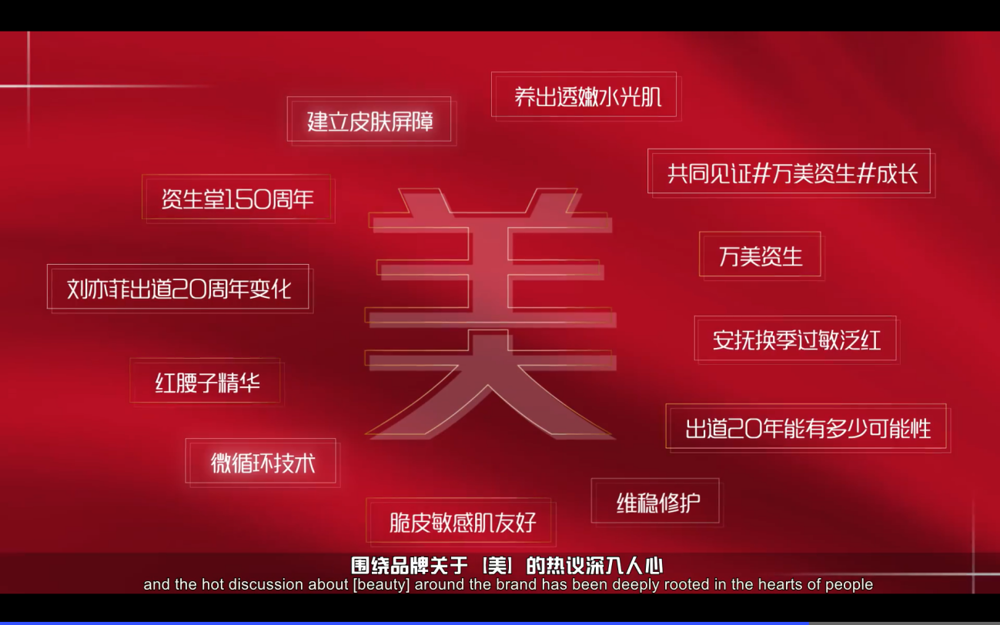 养出透嫩水光肌
建立皮肤屏障
共同见证#万美资生#成长
资生堂150周年
美
万美资生
刘亦菲出道20周年变化
安抚换季过敏泛红
红腰子精华
出道20年能有多少可能性
微循环技术
维稳修护
脆皮敏感肌友好
围绕品牌关于【美】的热议深入人心
and the hot discussion about [beauty] around the brand has been deeply rooted in the hearts of people